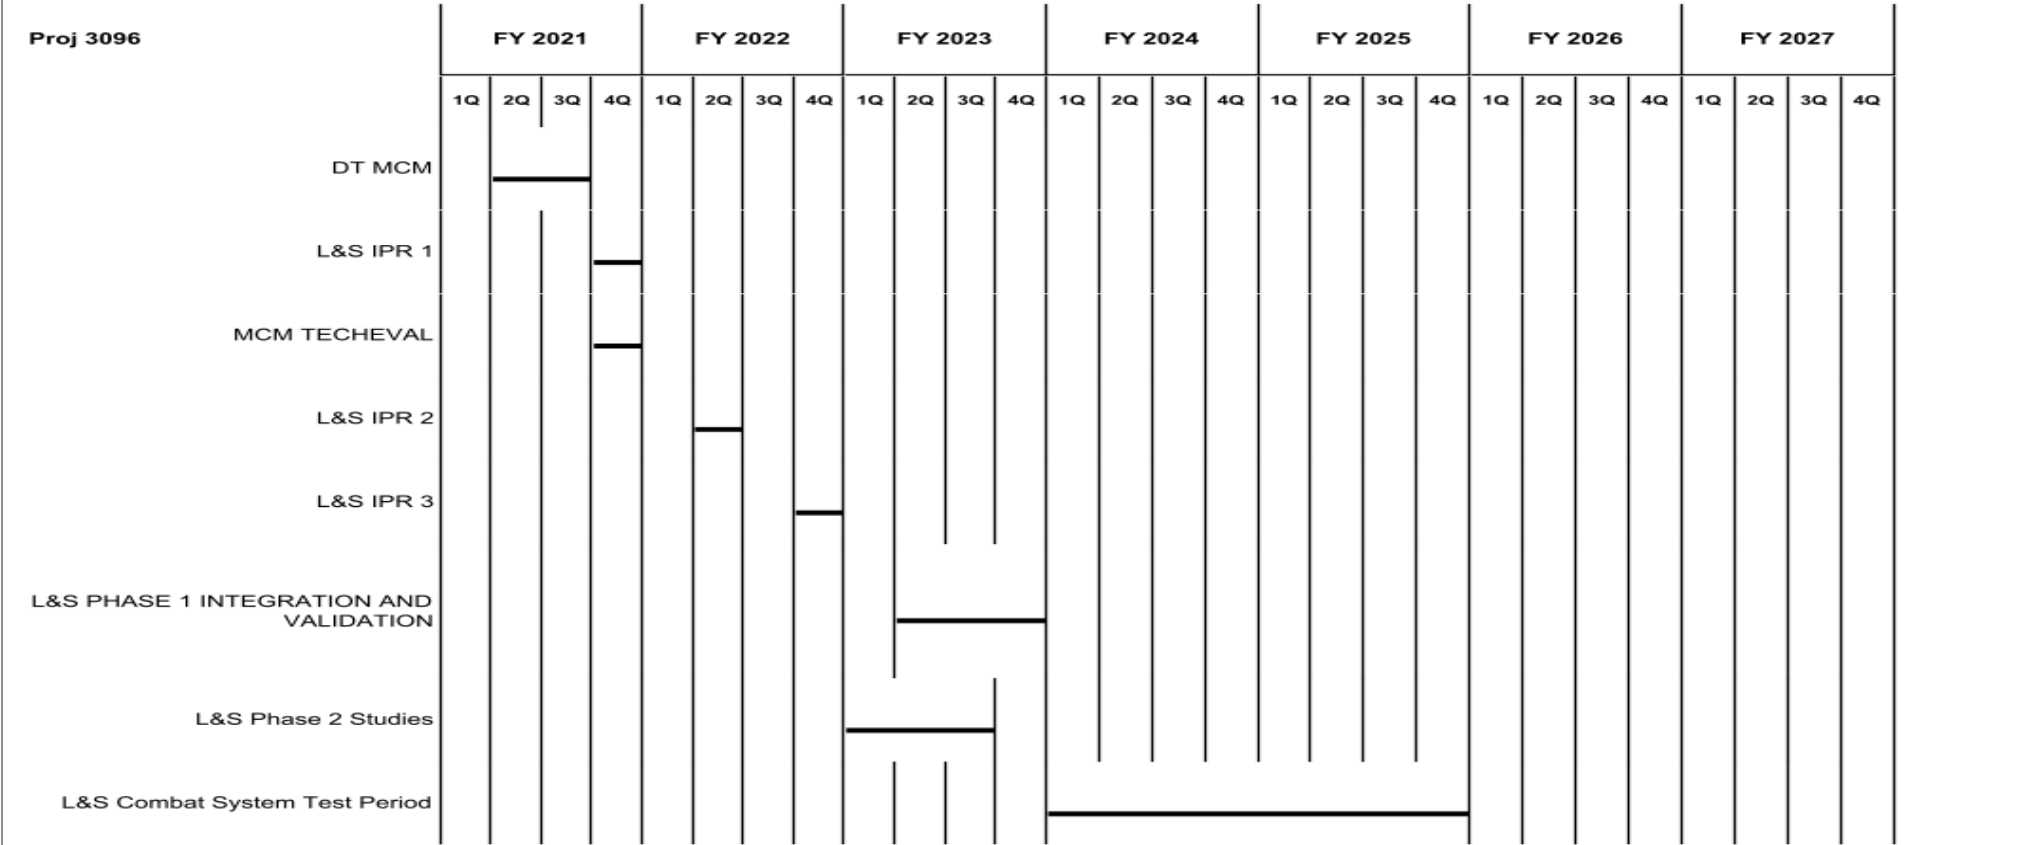 Proj 3096 FY 2021 FY 2022 FY 2023 FY 2024 FY 2025 FY 2026 FY 2027
1Q 2Q 3Q 4Q 1Q 2Q 3Q 4Q 1Q 2Q 3Q 4Q 1Q 2Q 3Q 4Q 1Q 2Q 3Q 4Q 1Q 2Q 3Q 4Q 1Q 2Q 3Q 4Q
DT MCM
L&S IPR 1
MCM TECHEVAL
L&S IPR 2
L&S IPR 3
L&S PHASE 1 INTEGRATION AND
VALIDATION
L&S Phase 2 Studies
L&S Combat System Test Period